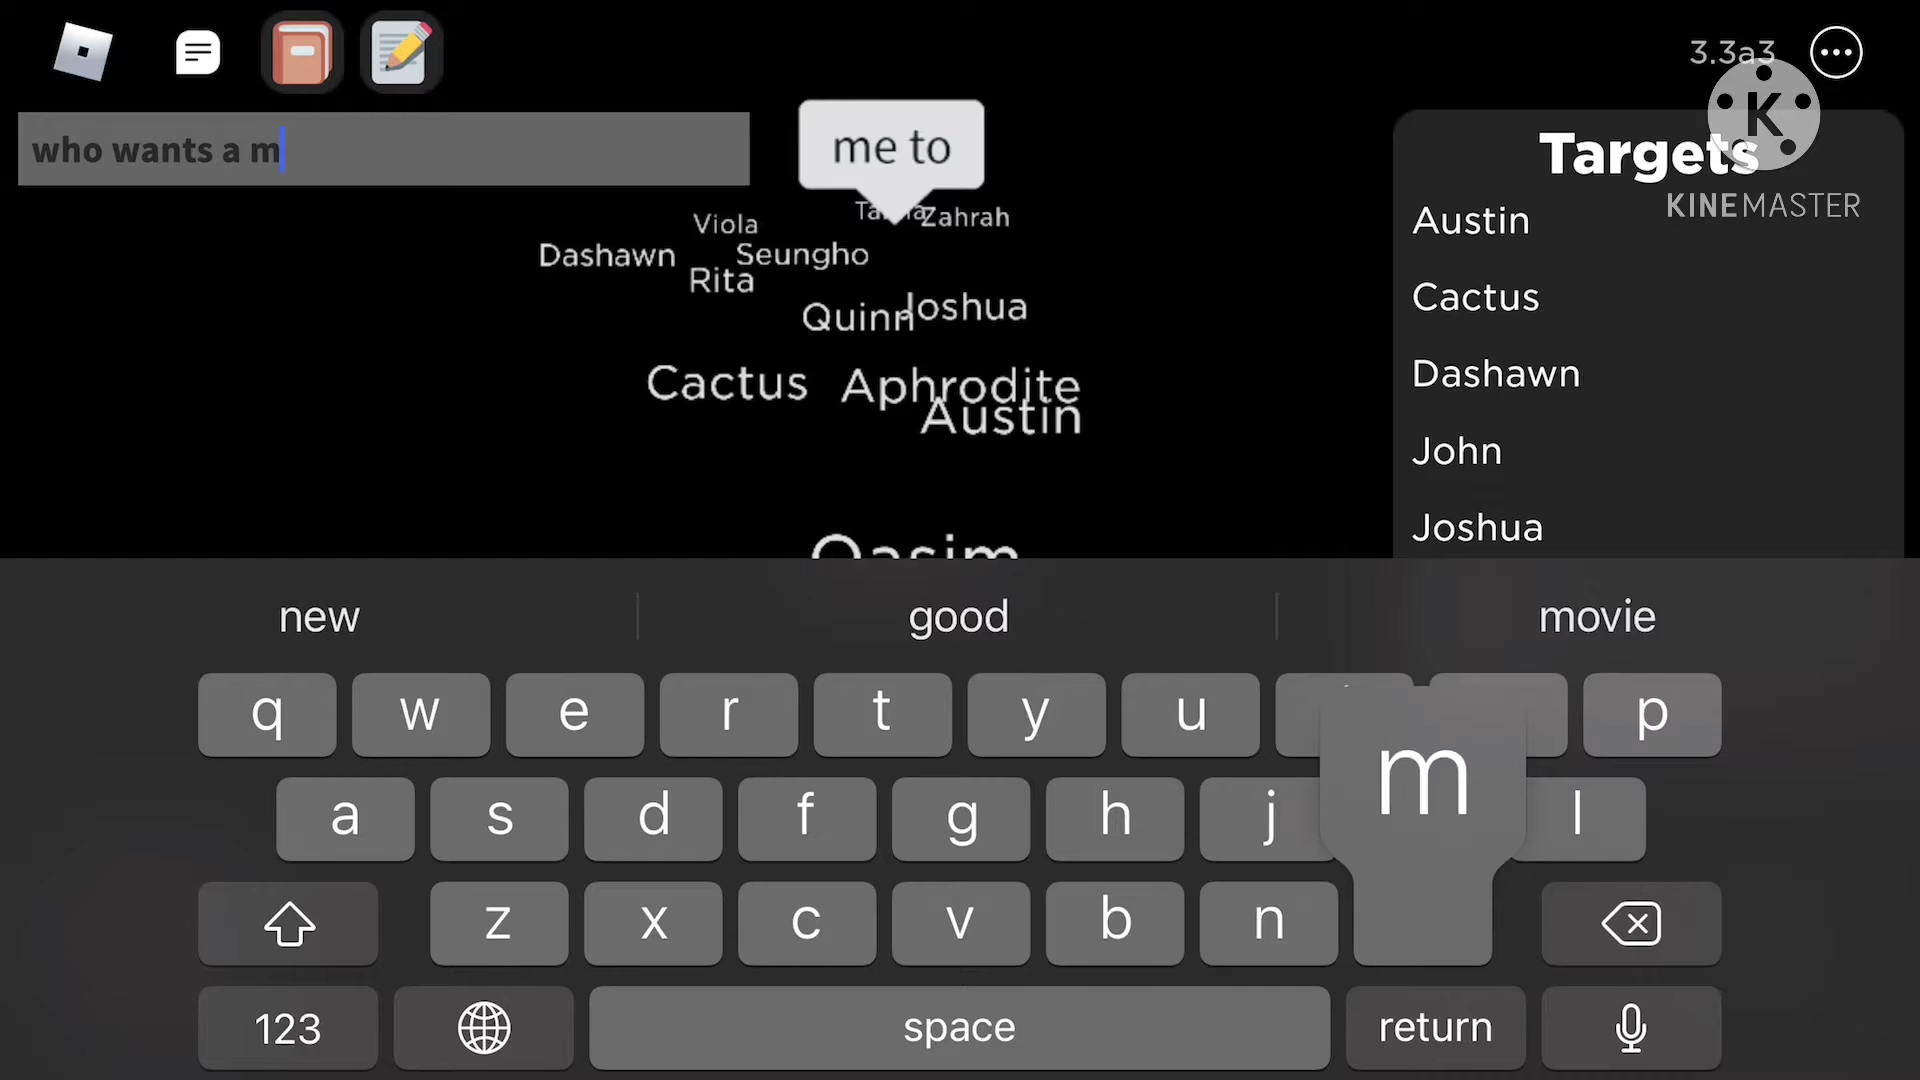 3.3a3
who wants a m
me to
K
KINEMASTER
Targets
Austin
Cactus
Dashawn
John
Joshua
Viola
Zahrah
Dashawn
Seungho
Rita
Quinn
Joshua
Cactus
Aphrodite
Austin
Qasim
new
good
movie
q w e r t y u p
a s d f g h j l
m
z x c v b n
123
space
return